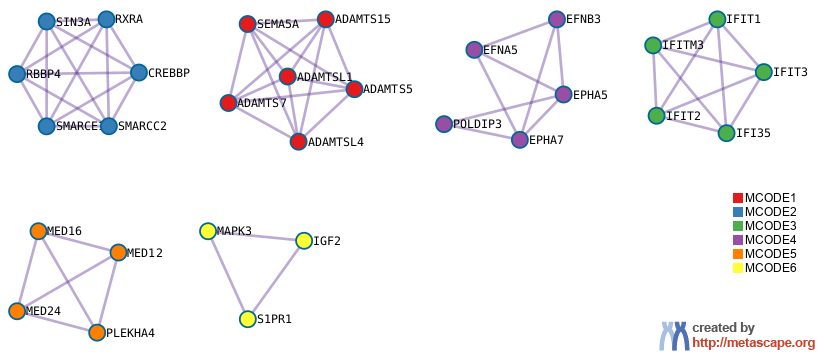 SIN3A
RXRA
RBBP4
CREBBP
SMARCE1
SMARCC2
SEMA5A
ADAMTS15
ADAMTSL1
ADAMTS5
ADAMTS7
ADAMTSL4
EFNB3
EFNA5
EPHA5
POLDIP3
EPHA7
IFIT1
IFITM3
IFIT3
IFIT2
IFI35
MED16
MED12
MED24
PLEKHA4
MAPK3
IGF2
S1PR1
MCODE1
MCODE2
MCODE3
MCODE4
MCODE5
MCODE6
created by
http://metascape.org